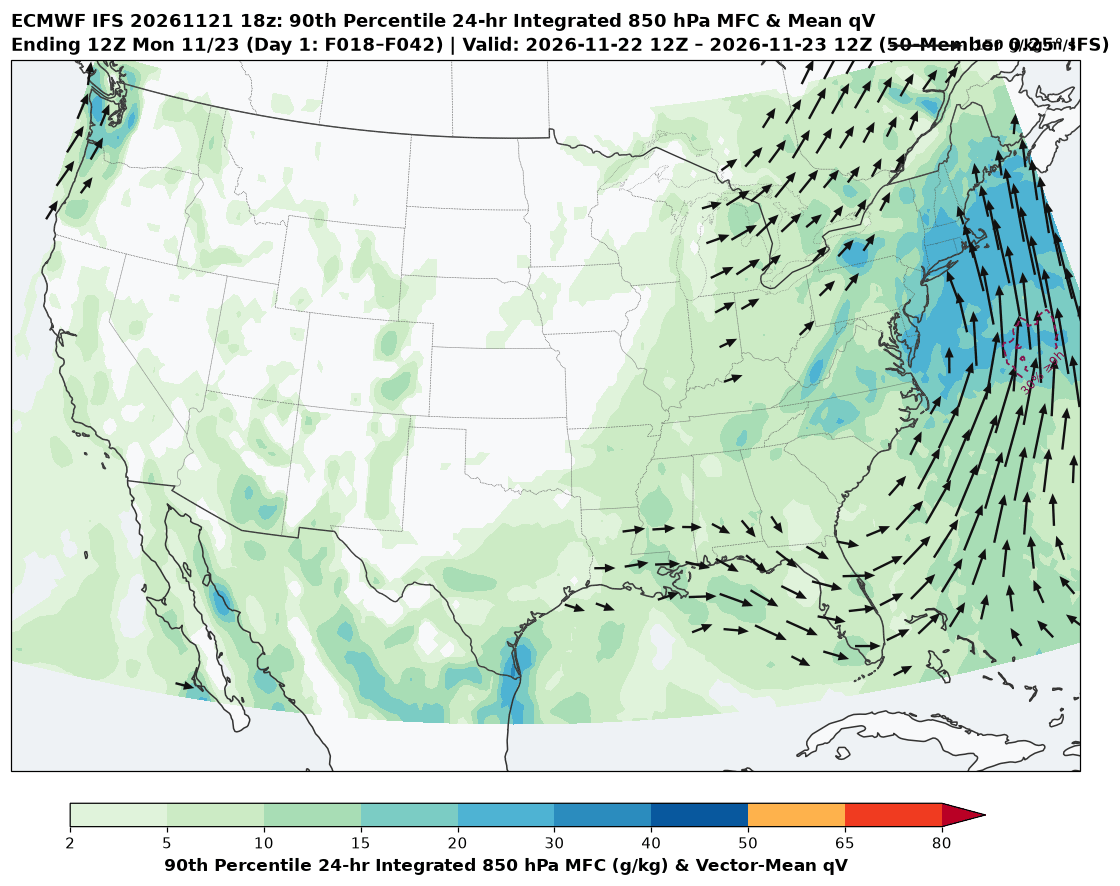 ECMWF IFS 20261121 18z: 90th Percentile 24-hr Integrated 850 hPa MFC & Mean qV
Ending 12Z Mon 11/23 (Day 1: F018–F042) | Valid: 2026-11-22 12Z – 2026-11-23 12Z (50-Member 0.25° IFS)
2 5 10 15 20 30 40 50 65 80
90th Percentile 24-hr Integrated 850 hPa MFC (g/kg) & Vector-Mean qV